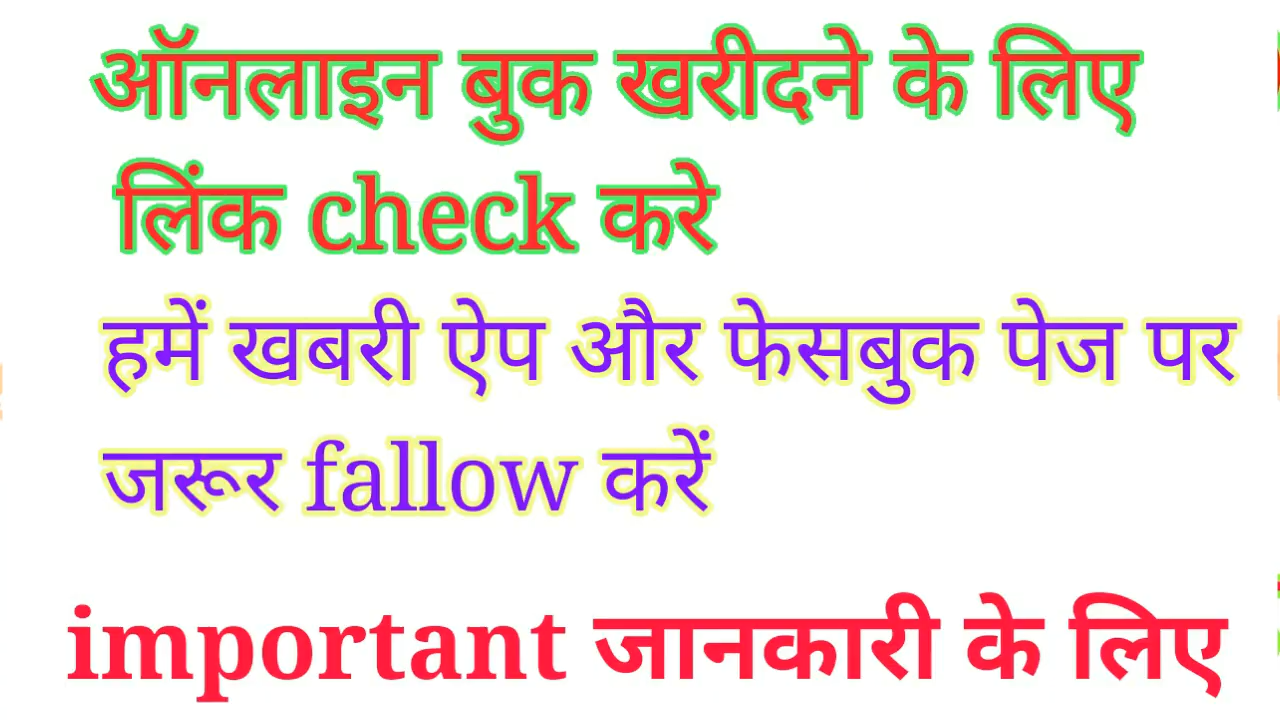 ऑनलाइन बुक खरीदने के लिए
लिंक check करे
हमें खबरी ऐप और फेसबुक पेज पर
जरूर fallow करें
important जानकारी के लिए